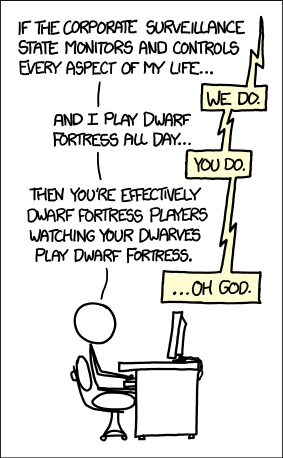 IF THE CORPORATE SURVEILLANCE
STATE MONITORS AND CONTROLS
EVERY ASPECT OF MY LIFE...
WE DO.
AND I PLAY DWARF
FORTRESS ALL DAY...
YOU DO.
THEN YOU'RE EFFECTIVELY
DWARF FORTRESS PLAYERS
WATCHING YOUR DWARVES
PLAY DWARF FORTRESS.
...OH GOD.